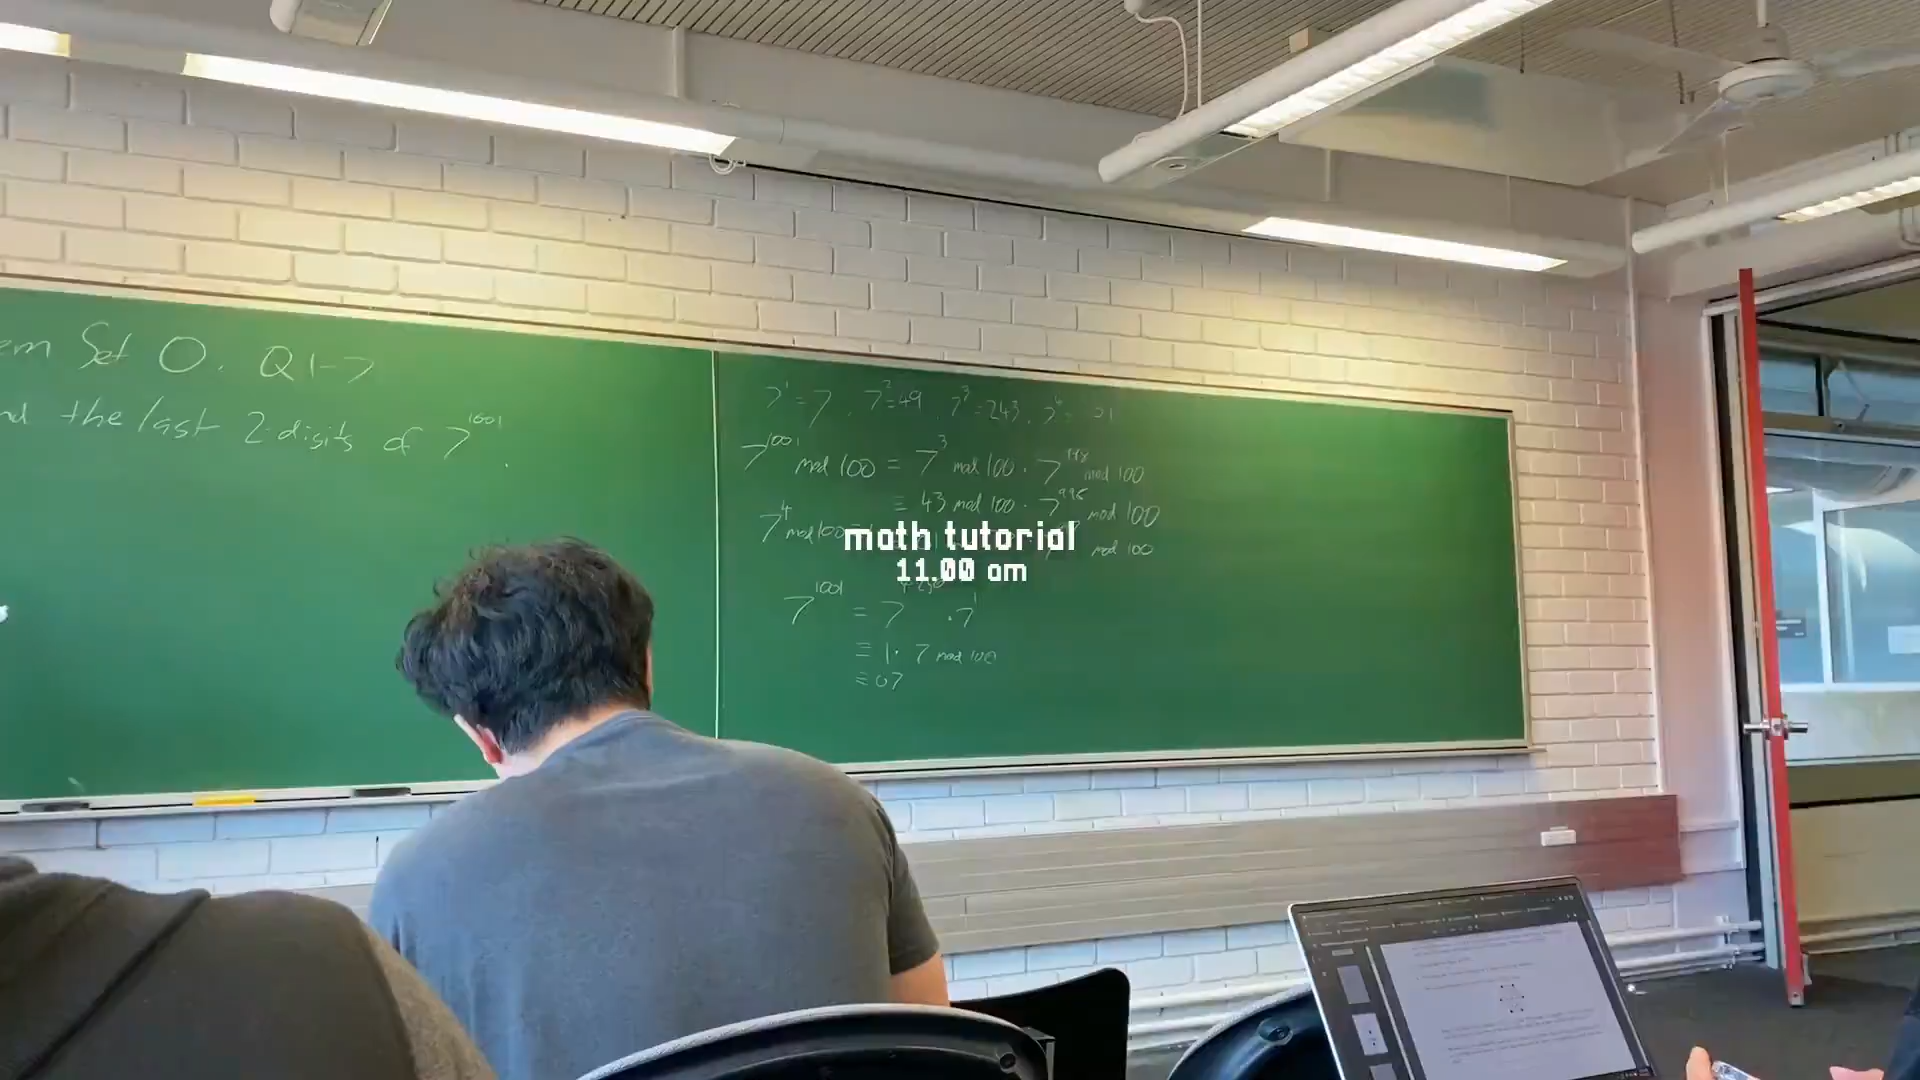 Set 0. Q1-7
the last 2 digits of 7^1001.
7^1 = 7, 7^2=49, 7^3=243, 7^4= 01
7^1001 mod 100 = 7^3 mod 100 · 7^998 mod 100
≡ 43 mod 100 · 7^998 mod 100
7^4 mod 100
mod 100
math tutorial
11.00 am
7^1001 = 7^4·250 · 7^1
≡ 1 · 7 mod 100
≡ 07